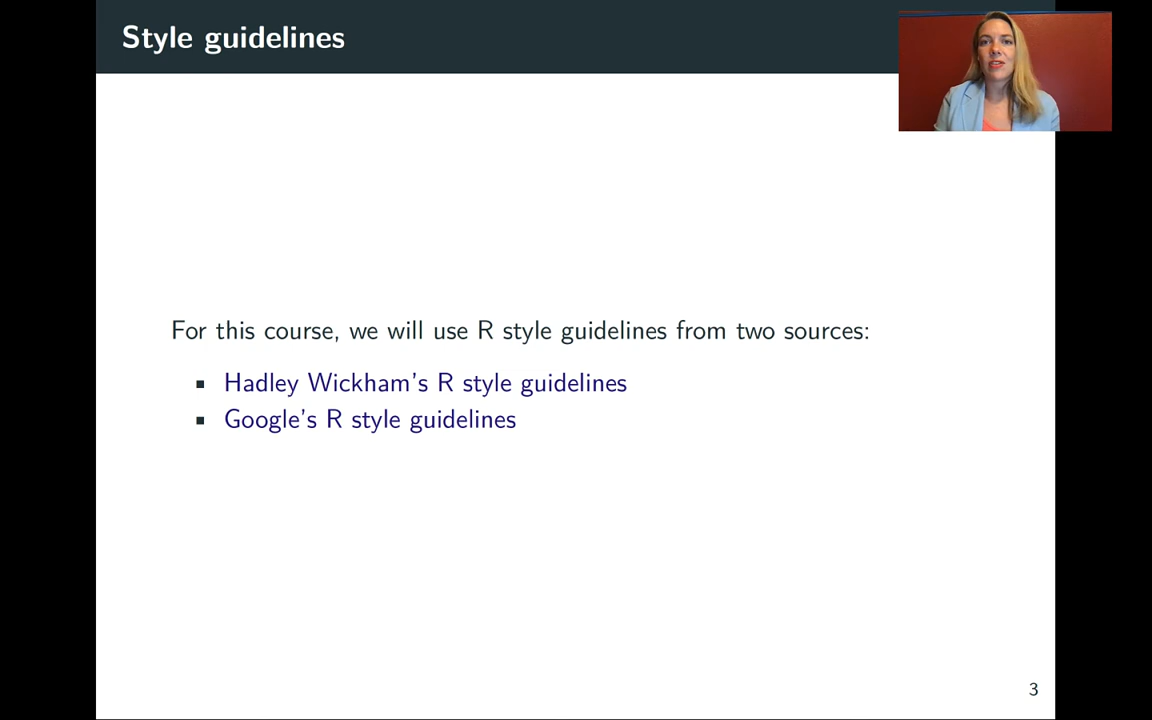 Style guidelines
For this course, we will use R style guidelines from two sources:
▪ Hadley Wickham's R style guidelines
▪ Google's R style guidelines
3